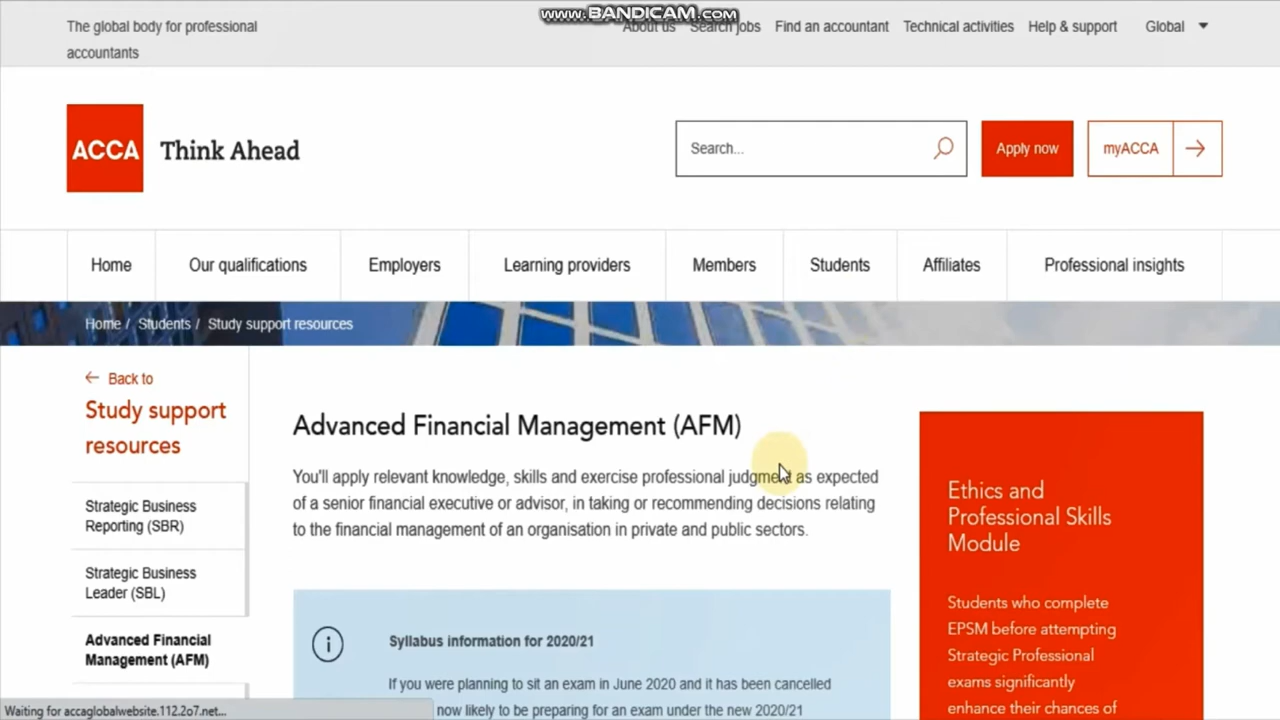 www.BANDICAM.com
The global body for professional
accountants
About us Search jobs Find an accountant Technical activities Help & support Global
ACCA Think Ahead
Search...
Apply now
myACCA
Home Our qualifications Employers Learning providers Members Students Affiliates Professional insights
Home / Students / Study support resources
Back to
Study support
resources
Strategic Business
Reporting (SBR)
Strategic Business
Leader (SBL)
Advanced Financial
Management (AFM)
Advanced Financial Management (AFM)
You'll apply relevant knowledge, skills and exercise professional judgment as expected
of a senior financial executive or advisor, in taking or recommending decisions relating
to the financial management of an organisation in private and public sectors.
Syllabus information for 2020/21
If you were planning to sit an exam in June 2020 and it has been cancelled
now likely to be preparing for an exam under the new 2020/21
Ethics and
Professional Skills
Module
Students who complete
EPSM before attempting
Strategic Professional
exams significantly
enhance their chances of
Waiting for accaglobalwebsite.112.2o7.net...